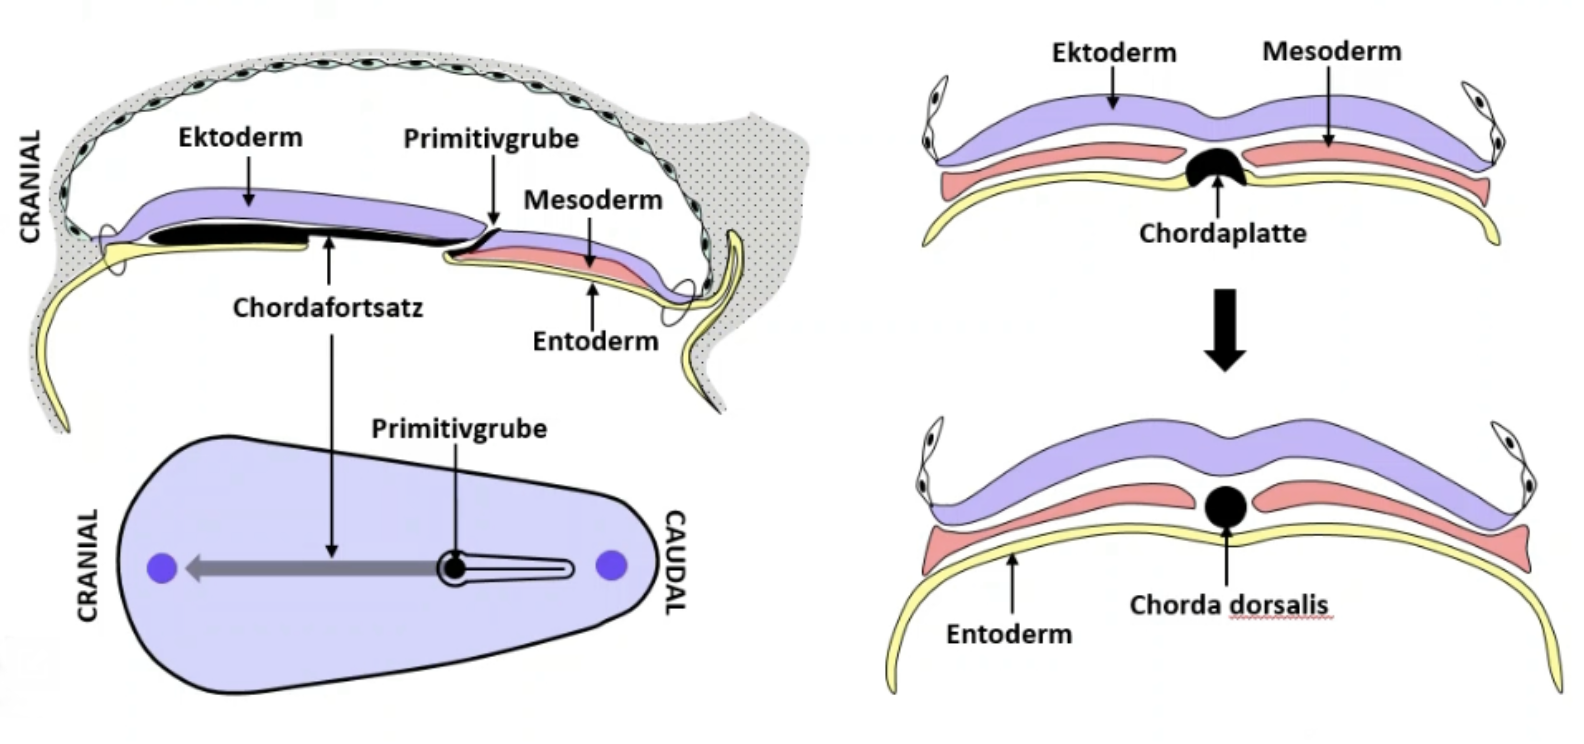 CRANIAL
Ektoderm
Primitivgrube
Mesoderm
Chordafortsatz
Entoderm
Primitivgrube
CRANIAL
CAUDAL
Ektoderm
Mesoderm
Chordaplatte
Chorda dorsalis
Entoderm